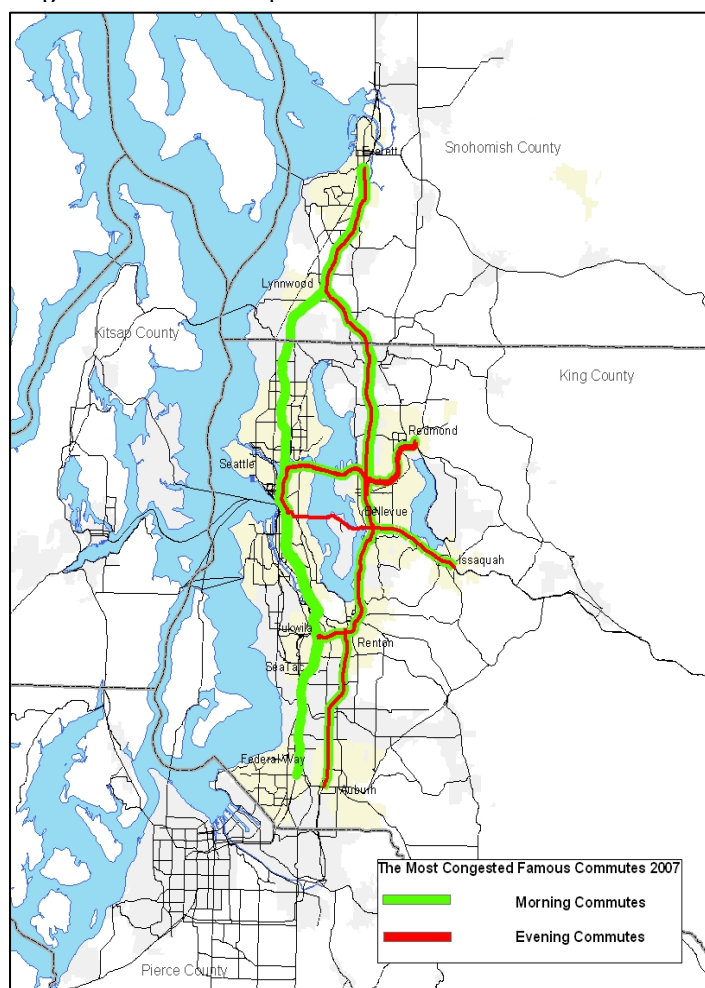 Everett
Snohomish County
Lynnwood
Kitsap County
King County
Redmond
Seattle
Bellevue
Issaquah
Tukwila
Renton
SeaTac
Federal Way
Auburn
The Most Congested Famous Commutes 2007
Morning Commutes
Evening Commutes
Pierce County